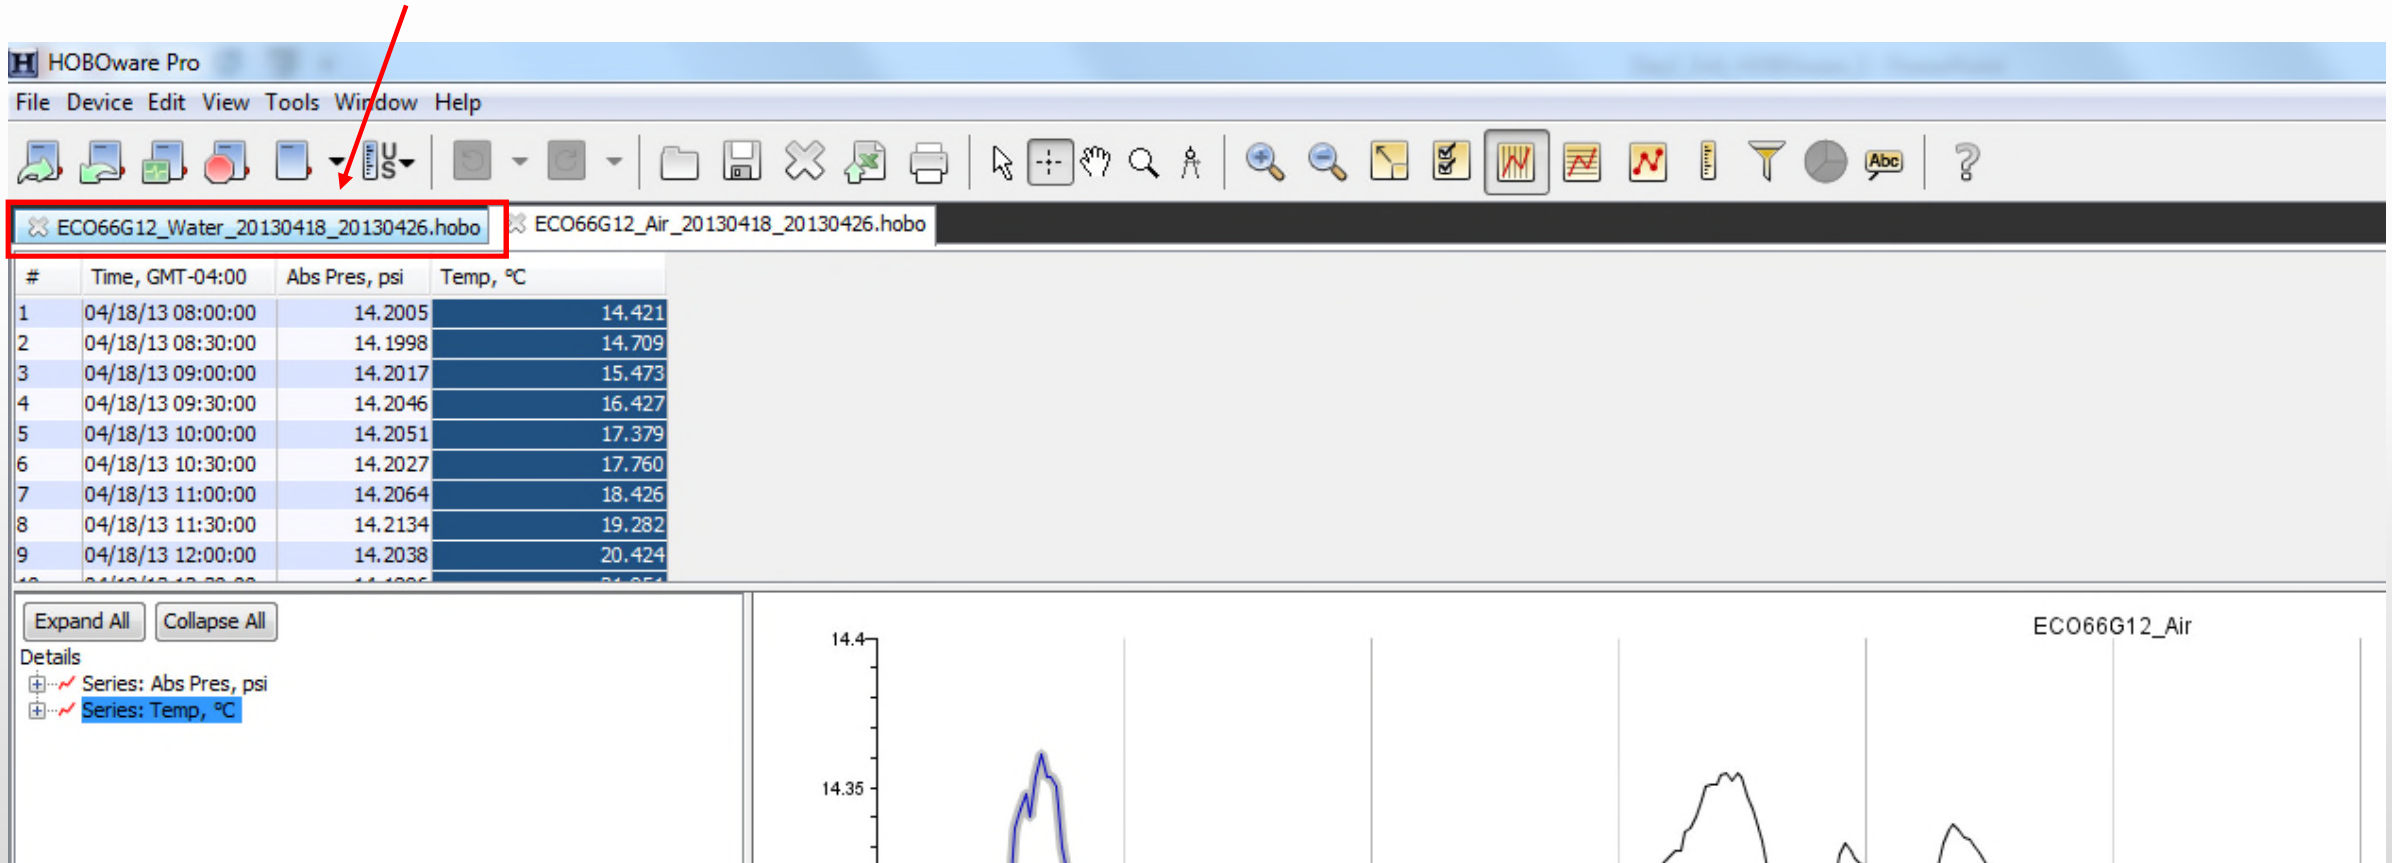 HOBOware Pro
File Device Edit View Tools Window Help
US
Abc
?
ECO66G12_Water_20130418_20130426.hobo ECO66G12_Air_20130418_20130426.hobo
# Time, GMT-04:00 Abs Pres, psi Temp, °C
1 04/18/13 08:00:00 14.2005 14.421
2 04/18/13 08:30:00 14.1998 14.709
3 04/18/13 09:00:00 14.2017 15.473
4 04/18/13 09:30:00 14.2046 16.427
5 04/18/13 10:00:00 14.2051 17.379
6 04/18/13 10:30:00 14.2027 17.760
7 04/18/13 11:00:00 14.2064 18.426
8 04/18/13 11:30:00 14.2134 19.282
9 04/18/13 12:00:00 14.2038 20.424
Expand All Collapse All
Details
Series: Abs Pres, psi
Series: Temp, °C
ECO66G12_Air
14.4
14.35